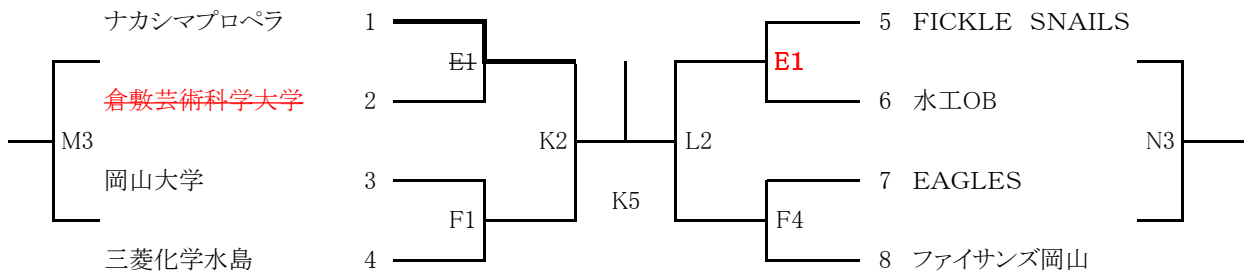 ナカシマプロペラ 1 5 FICKLE SNAILS
E1 E1
倉敷芸術科学大学 2 6 水工OB
M3 K2 L2 N3
岡山大学 3 7 EAGLES
K5
F1 F4
三菱化学水島 4 8 ファイサンズ岡山